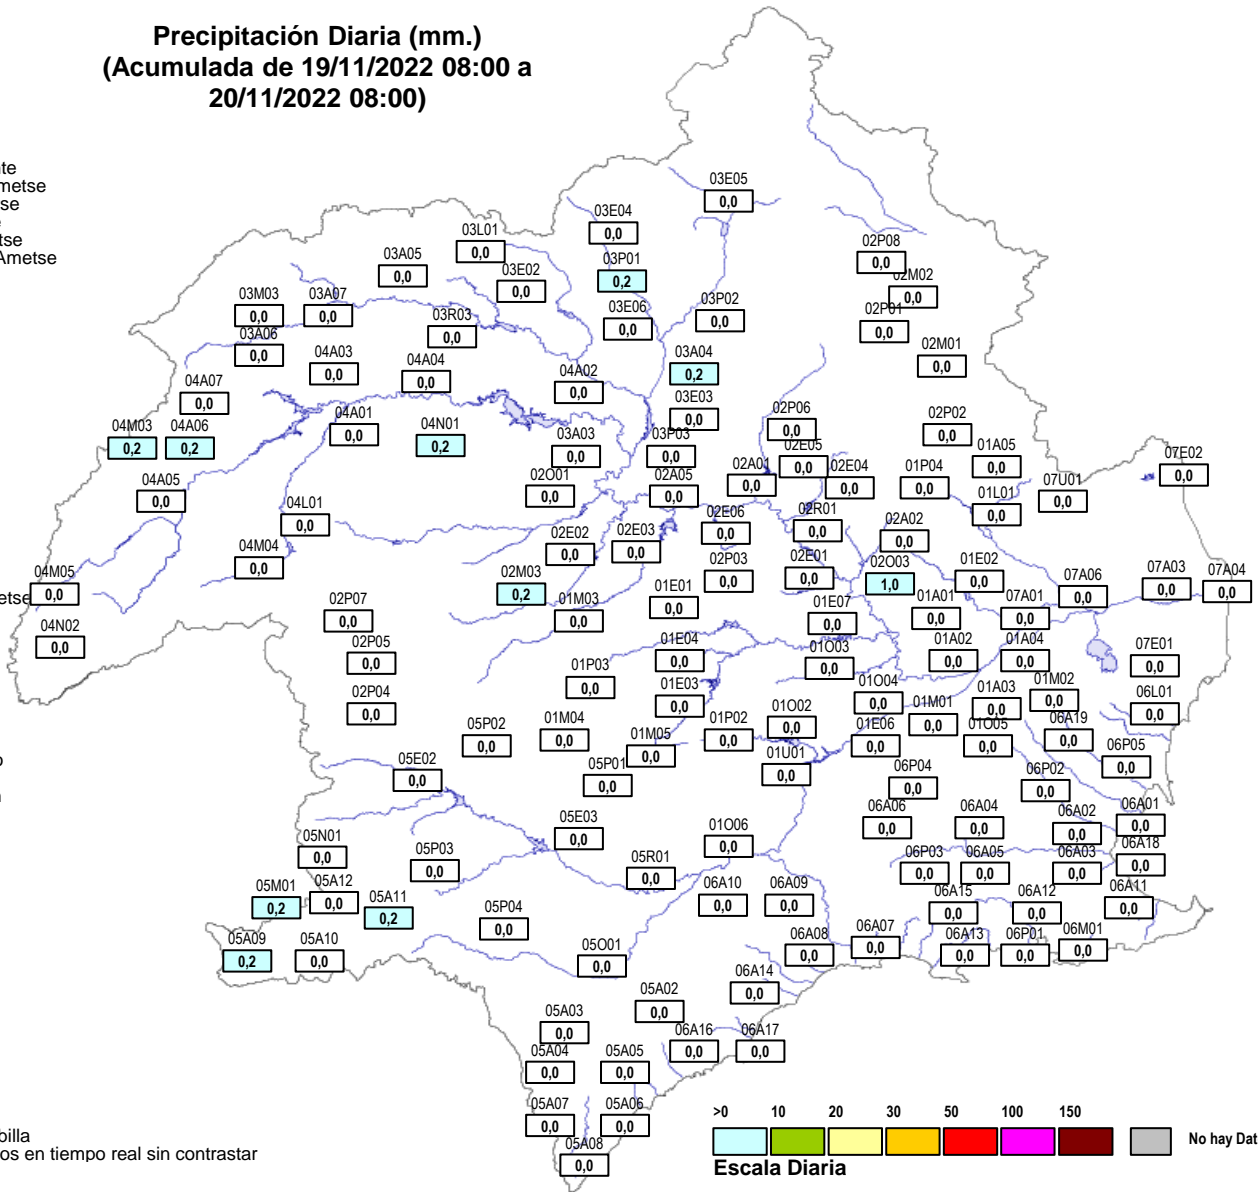 Precipitación Diaria (mm.)
(Acumulada de 19/11/2022 08:00 a
20/11/2022 08:00)
nte
metse
se
tse
Ametse
03E05
0,0
03E04
0,0
03L01
0,0
03A05
0,0
03E02
0,0
03P01
0,2
02P08
0,0
02M02
0,0
03M03
0,0
03A07
0,0
03R03
0,0
03E06
0,0
03P02
0,0
02P01
0,0
03A06
0,0
04A03
0,0
04A04
0,0
04A02
0,0
03A04
0,2
02M01
0,0
04A07
0,0
03E03
0,0
04M03
0,2
04A06
0,2
04A01
0,0
04N01
0,2
03A03
0,0
03P03
0,0
02P06
0,0
02P02
0,0
02E05
0,0
01A05
0,0
07E02
0,0
04A05
0,0
02O01
0,0
02A05
0,0
02A01
0,0
02E04
0,0
01P04
0,0
07U01
0,0
01L01
0,0
04L01
0,0
02E06
0,0
02R01
0,0
02A02
0,0
04M04
0,0
02E02
0,0
02E03
0,0
04M05
0,0
etse
02M03
0,2
02P03
0,0
02E01
0,0
02O03
1,0
01E02
0,0
07A06
0,0
07A03
0,0
07A04
0,0
02P07
0,0
01M03
0,0
01E01
0,0
01E07
0,0
01A01
0,0
07A01
0,0
04N02
0,0
02P05
0,0
01E04
0,0
01O03
0,0
01A02
0,0
01A04
0,0
07E01
0,0
01P03
0,0
01E03
0,0
01O04
0,0
01A03
0,0
01M02
0,0
06L01
0,0
02P04
0,0
05P02
0,0
01M04
0,0
01M05
0,0
01P02
0,0
01O02
0,0
01E06
0,0
01M01
0,0
01O05
0,0
06A19
0,0
06P05
0,0
05E02
0,0
05P01
0,0
01U01
0,0
06P04
0,0
06P02
0,0
05E03
0,0
01O06
0,0
06A06
0,0
06A04
0,0
06A02
0,0
06A01
0,0
05N01
0,0
05P03
0,0
05R01
0,0
06P03
0,0
06A05
0,0
06A03
0,0
06A18
0,0
05M01
0,2
05A12
0,0
05A11
0,2
05P04
0,0
06A10
0,0
06A09
0,0
06A15
0,0
06A12
0,0
06A11
0,0
05A09
0,2
05A10
0,0
05O01
0,0
06A08
0,0
06A07
0,0
06A13
0,0
06P01
0,0
06M01
0,0
05A02
0,0
06A14
0,0
05A03
0,0
06A16
0,0
06A17
0,0
05A04
0,0
05A05
0,0
05A07
0,0
05A06
0,0
05A08
0,0
billa
os en tiempo real sin contrastar
>0 10 20 30 50 100 150
No hay Dat
Escala Diaria